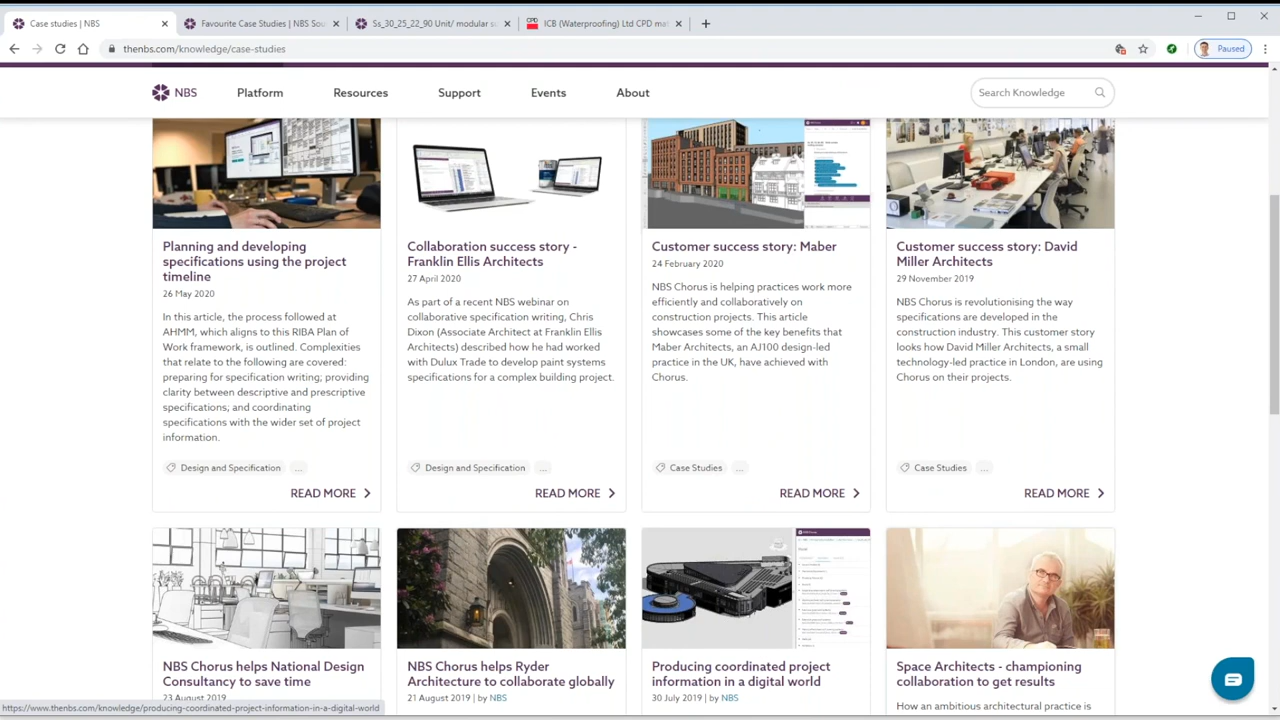 Case studies | NBS
Favourite Case Studies | NBS Sou
Ss_30_25_22_90 Unit/ modular s
ICB (Waterproofing) Ltd CPD ma
thenbs.com/knowledge/case-studies
Paused
NBS
Platform
Resources
Support
Events
About
Search Knowledge
Planning and developing
specifications using the project
timeline
26 May 2020
In this article, the process followed at
AHMM, which aligns to this RIBA Plan of
Work framework, is outlined. Complexities
that relate to the following are covered:
preparing for specification writing; providing
clarity between descriptive and prescriptive
specifications; and coordinating
specifications with the wider set of project
information.
Design and Specification
...
READ MORE
Collaboration success story -
Franklin Ellis Architects
27 April 2020
As part of a recent NBS webinar on
collaborative specification writing, Chris
Dixon (Associate Architect at Franklin Ellis
Architects) described how he had worked
with Dulux Trade to develop paint systems
specifications for a complex building project.
Design and Specification
...
READ MORE
Customer success story: Maber
24 February 2020
NBS Chorus is helping practices work more
efficiently and collaboratively on
construction projects. This article
showcases some of the key benefits that
Maber Architects, an AJ100 design-led
practice in the UK, have achieved with
Chorus.
Case Studies
...
READ MORE
Customer success story: David
Miller Architects
29 November 2019
NBS Chorus is revolutionising the way
specifications are developed in the
construction industry. This customer story
looks how David Miller Architects, a small
technology-led practice in London, are using
Chorus on their projects.
Case Studies
...
READ MORE
NBS Chorus helps National Design
Consultancy to save time
23 August 2019
NBS Chorus helps Ryder
Architecture to collaborate globally
21 August 2019 | by NBS
Producing coordinated project
information in a digital world
30 July 2019 | by NBS
Space Architects - championing
collaboration to get results
How an ambitious architectural practice is
https://www.thenbs.com/knowledge/producing-coordinated-project-information-in-a-digital-world